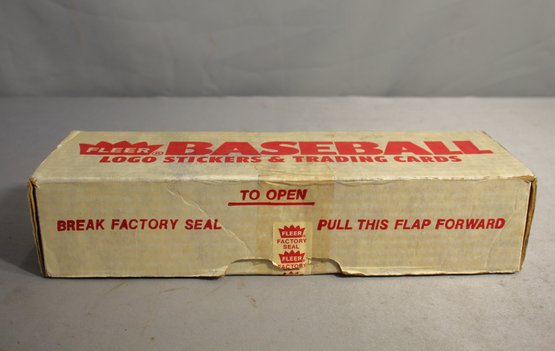 FLEER® BASEBALL
LOGO STICKERS & TRADING CARDS
TO OPEN
BREAK FACTORY SEAL
PULL THIS FLAP FORWARD
FLEER
FACTORY
SEAL
FLEER
FACTORY